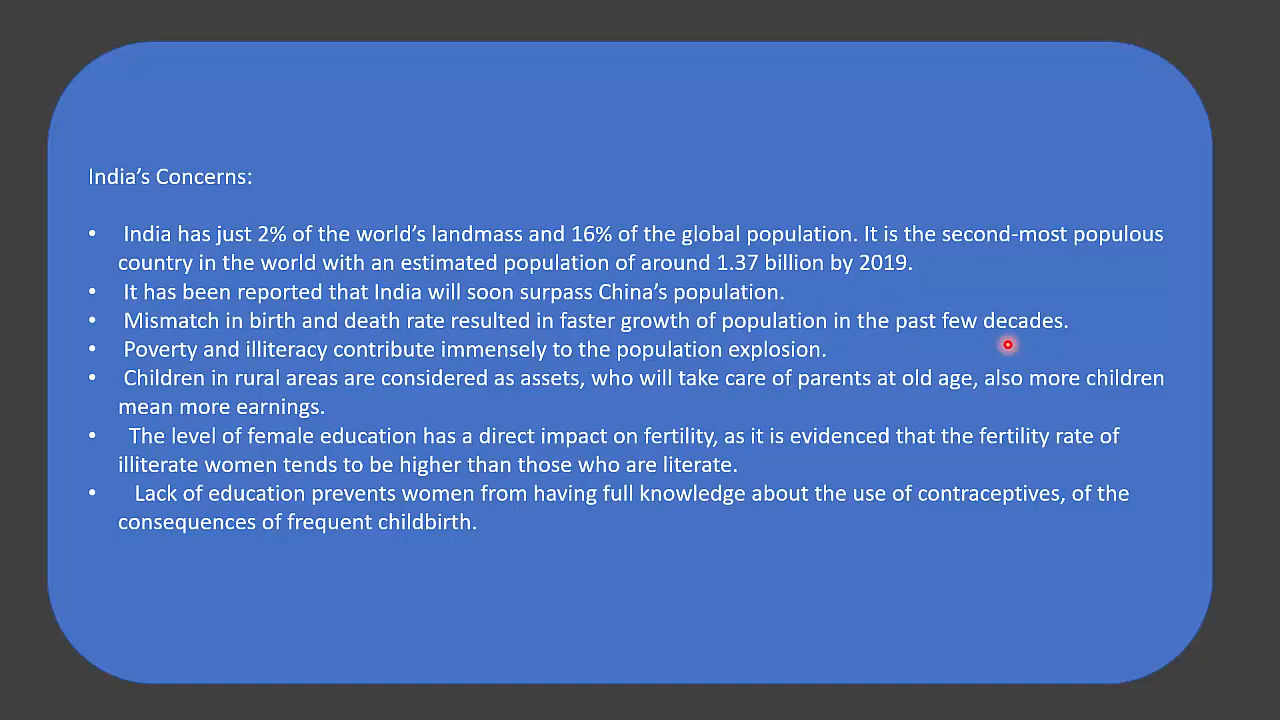 India’s Concerns:
• India has just 2% of the world’s landmass and 16% of the global population. It is the second-most populous
country in the world with an estimated population of around 1.37 billion by 2019.
• It has been reported that India will soon surpass China’s population.
• Mismatch in birth and death rate resulted in faster growth of population in the past few decades.
• Poverty and illiteracy contribute immensely to the population explosion.
• Children in rural areas are considered as assets, who will take care of parents at old age, also more children
mean more earnings.
• The level of female education has a direct impact on fertility, as it is evidenced that the fertility rate of
illiterate women tends to be higher than those who are literate.
• Lack of education prevents women from having full knowledge about the use of contraceptives, of the
consequences of frequent childbirth.